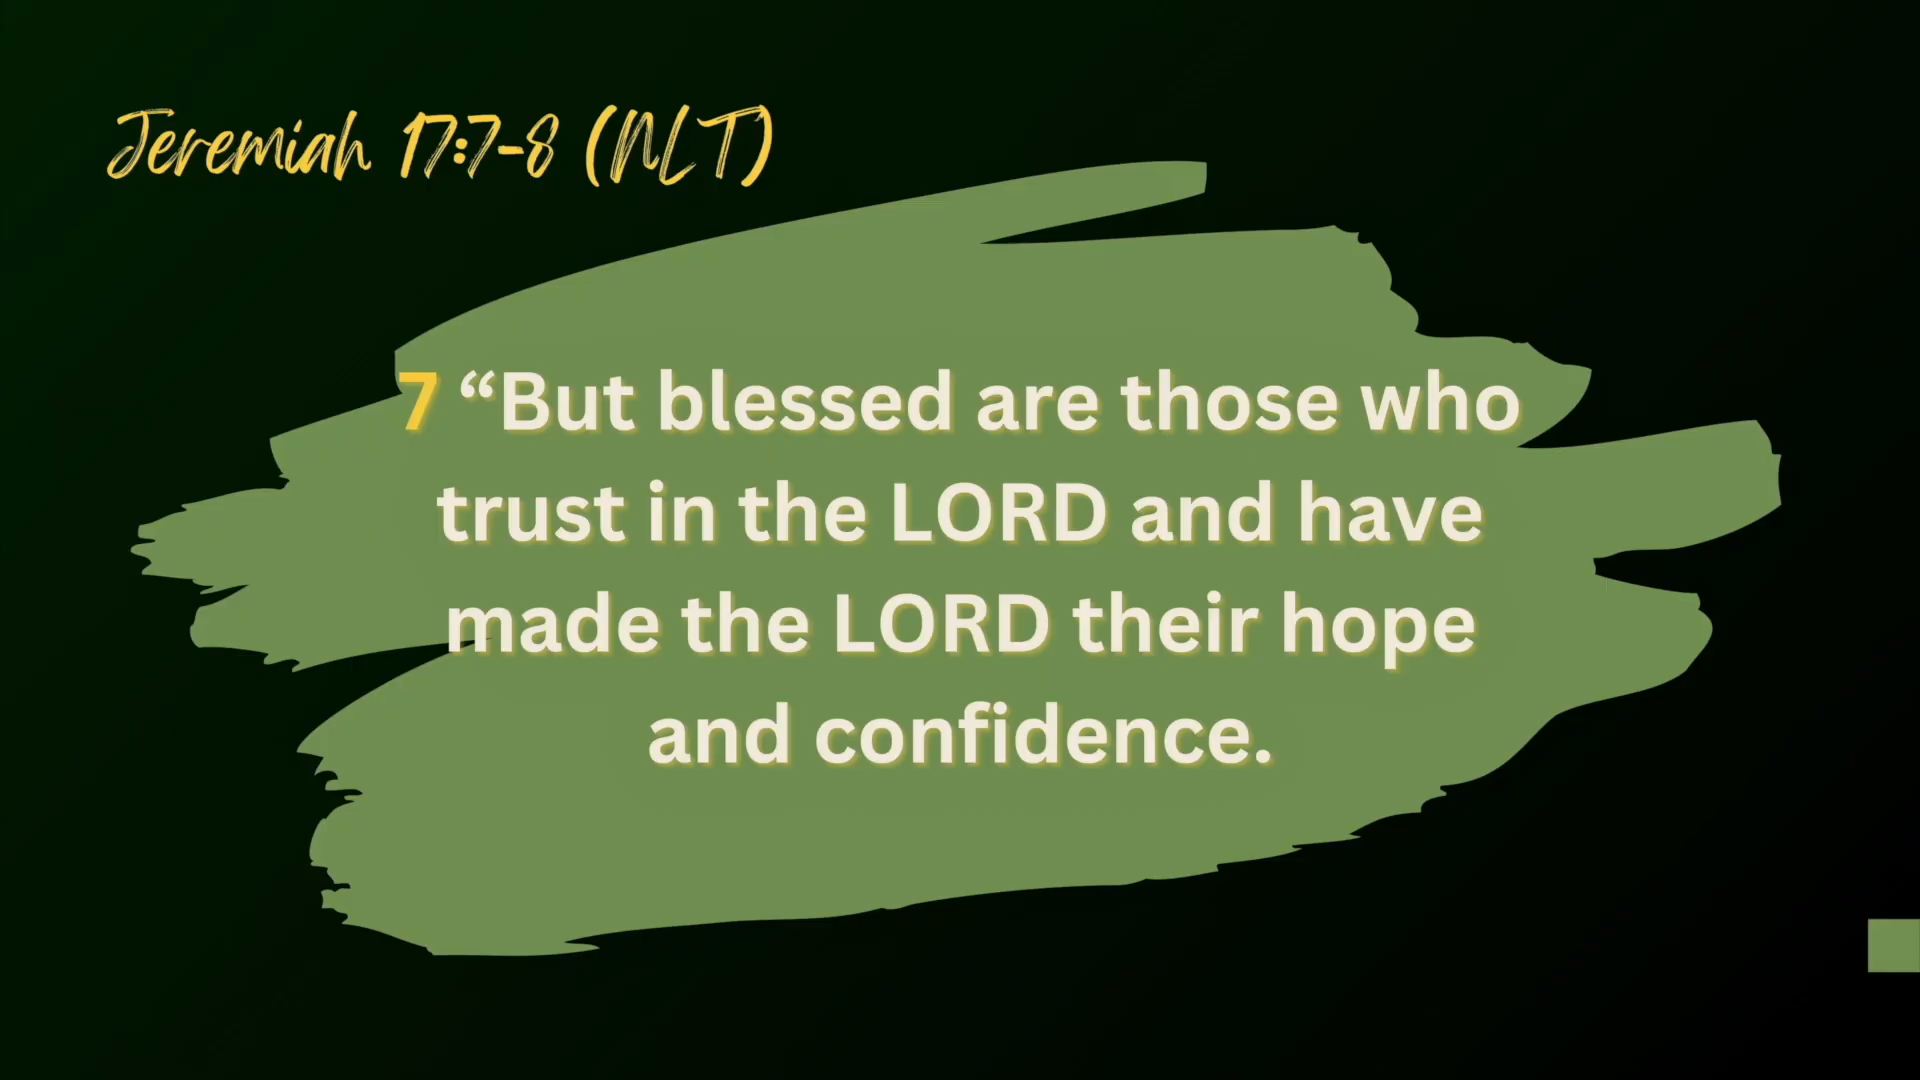 Jeremiah 17:7-8 (NLT)
7 “But blessed are those who
trust in the LORD and have
made the LORD their hope
and confidence.